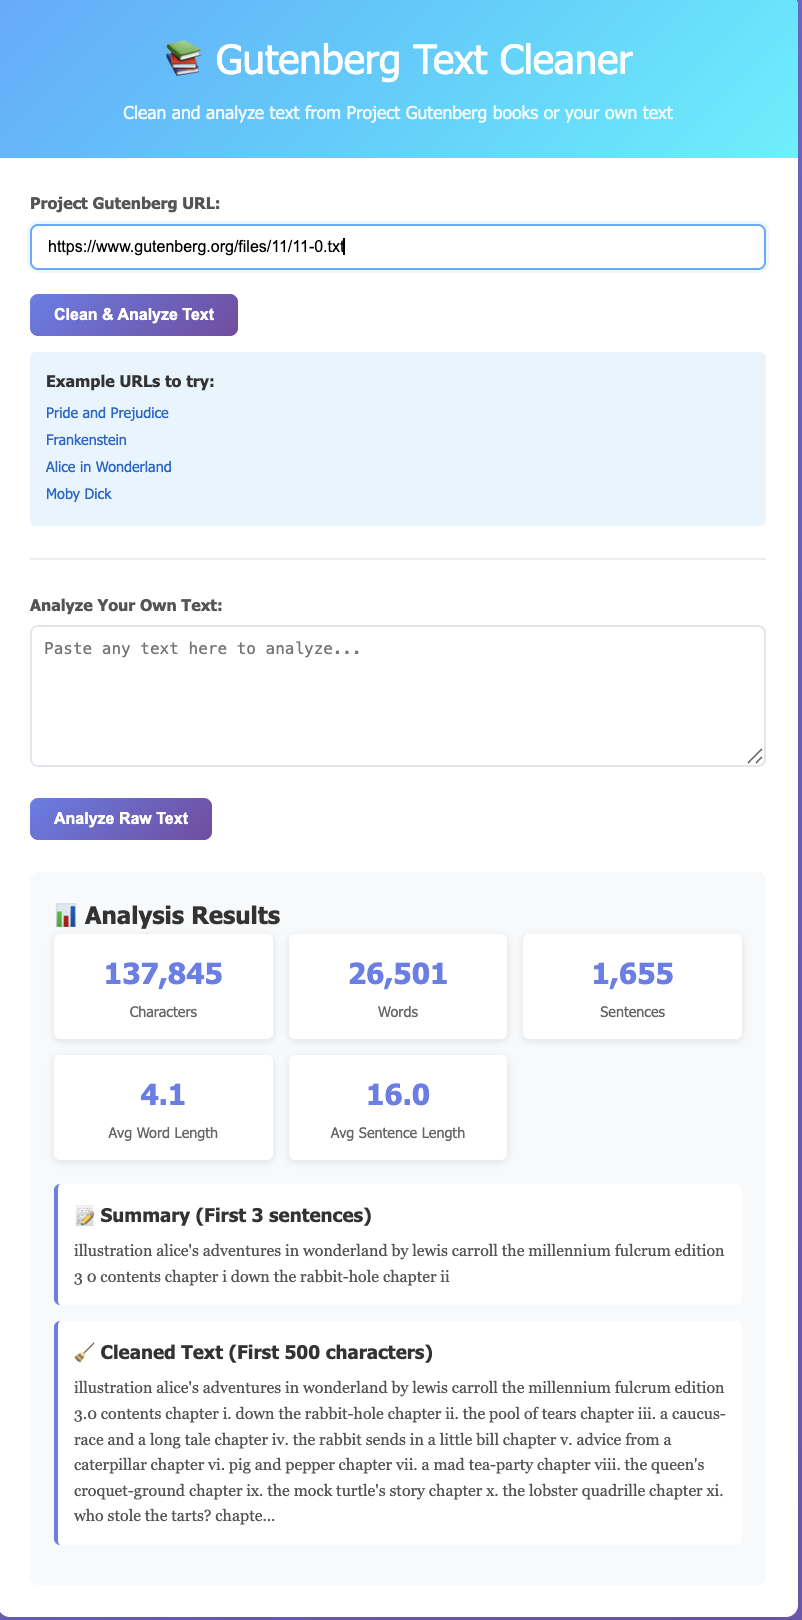 📚 Gutenberg Text Cleaner
Clean and analyze text from Project Gutenberg books or your own text
Project Gutenberg URL:
https://www.gutenberg.org/files/11/11-0.txt
Clean & Analyze Text
Example URLs to try:
Pride and Prejudice
Frankenstein
Alice in Wonderland
Moby Dick
Analyze Your Own Text:
Paste any text here to analyze...
Analyze Raw Text
📊 Analysis Results
137,845
Characters
26,501
Words
1,655
Sentences
4.1
Avg Word Length
16.0
Avg Sentence Length
📝 Summary (First 3 sentences)
illustration alice's adventures in wonderland by lewis carroll the millennium fulcrum edition
3 0 contents chapter i down the rabbit-hole chapter ii
🧹 Cleaned Text (First 500 characters)
illustration alice's adventures in wonderland by lewis carroll the millennium fulcrum edition
3.0 contents chapter i. down the rabbit-hole chapter ii. the pool of tears chapter iii. a caucus-
race and a long tale chapter iv. the rabbit sends in a little bill chapter v. advice from a
caterpillar chapter vi. pig and pepper chapter vii. a mad tea-party chapter viii. the queen's
croquet-ground chapter ix. the mock turtle's story chapter x. the lobster quadrille chapter xi.
who stole the tarts? chapte...